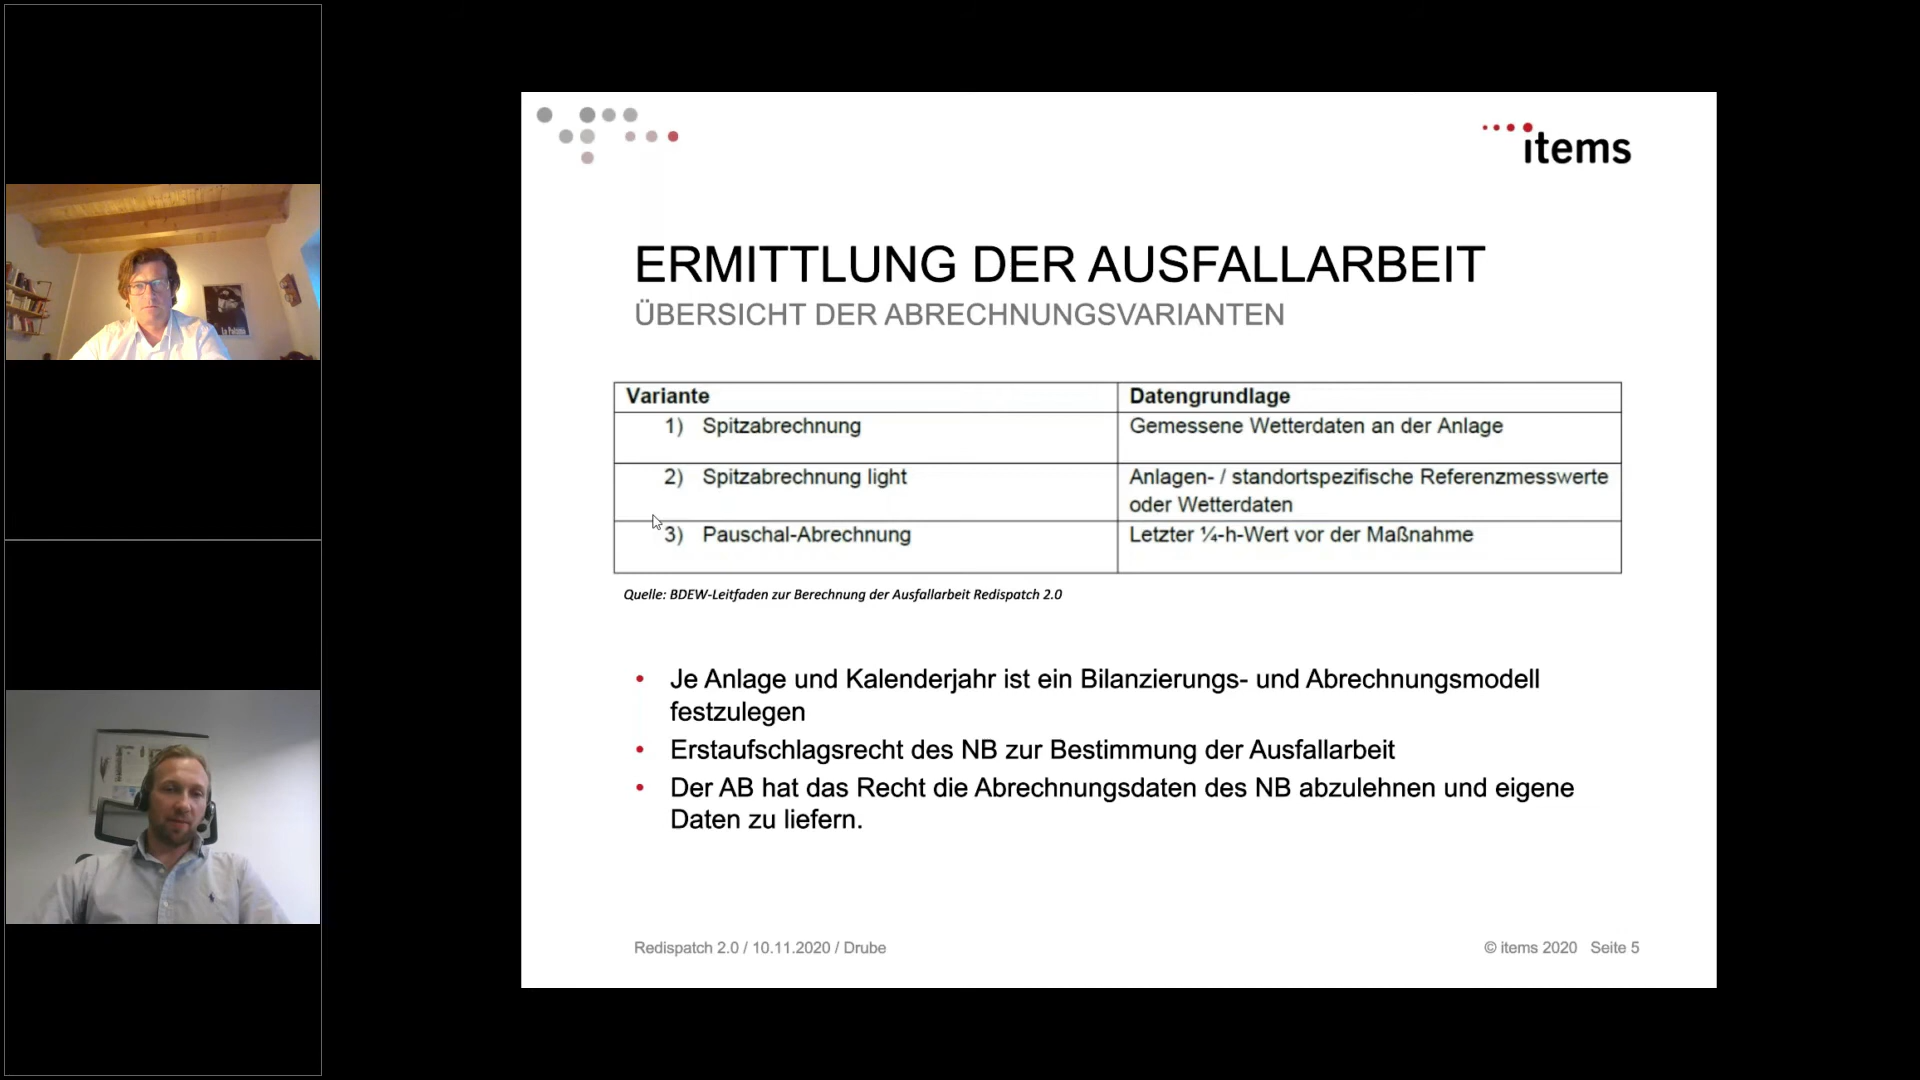 items
ERMITTLUNG DER AUSFALLARBEIT
ÜBERSICHT DER ABRECHNUNGSVARIANTEN
Variante Datengrundlage
1) Spitzabrechnung Gemessene Wetterdaten an der Anlage
2) Spitzabrechnung light Anlagen- / standortspezifische Referenzmesswerte
oder Wetterdaten
3) Pauschal-Abrechnung Letzter ¼-h-Wert vor der Maßnahme
Quelle: BDEW-Leitfaden zur Berechnung der Ausfallarbeit Redispatch 2.0
• Je Anlage und Kalenderjahr ist ein Bilanzierungs- und Abrechnungsmodell
festzulegen
• Erstaufschlagsrecht des NB zur Bestimmung der Ausfallarbeit
• Der AB hat das Recht die Abrechnungsdaten des NB abzulehnen und eigene
Daten zu liefern.
Redispatch 2.0 / 10.11.2020 / Drube © items 2020 Seite 5